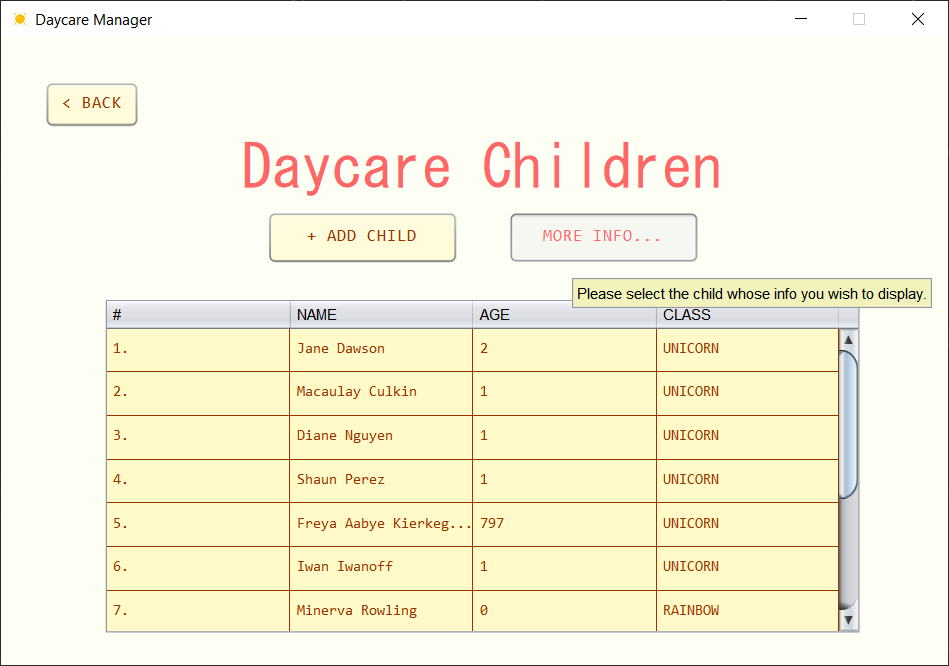 Daycare Manager
< BACK
Daycare Children
+ ADD CHILD MORE INFO...
Please select the child whose info you wish to display.
# NAME AGE CLASS
1. Jane Dawson 2 UNICORN
2. Macaulay Culkin 1 UNICORN
3. Diane Nguyen 1 UNICORN
4. Shaun Perez 1 UNICORN
5. Freya Aabye Kierkeg... 797 UNICORN
6. Iwan Iwanoff 1 UNICORN
7. Minerva Rowling 0 RAINBOW